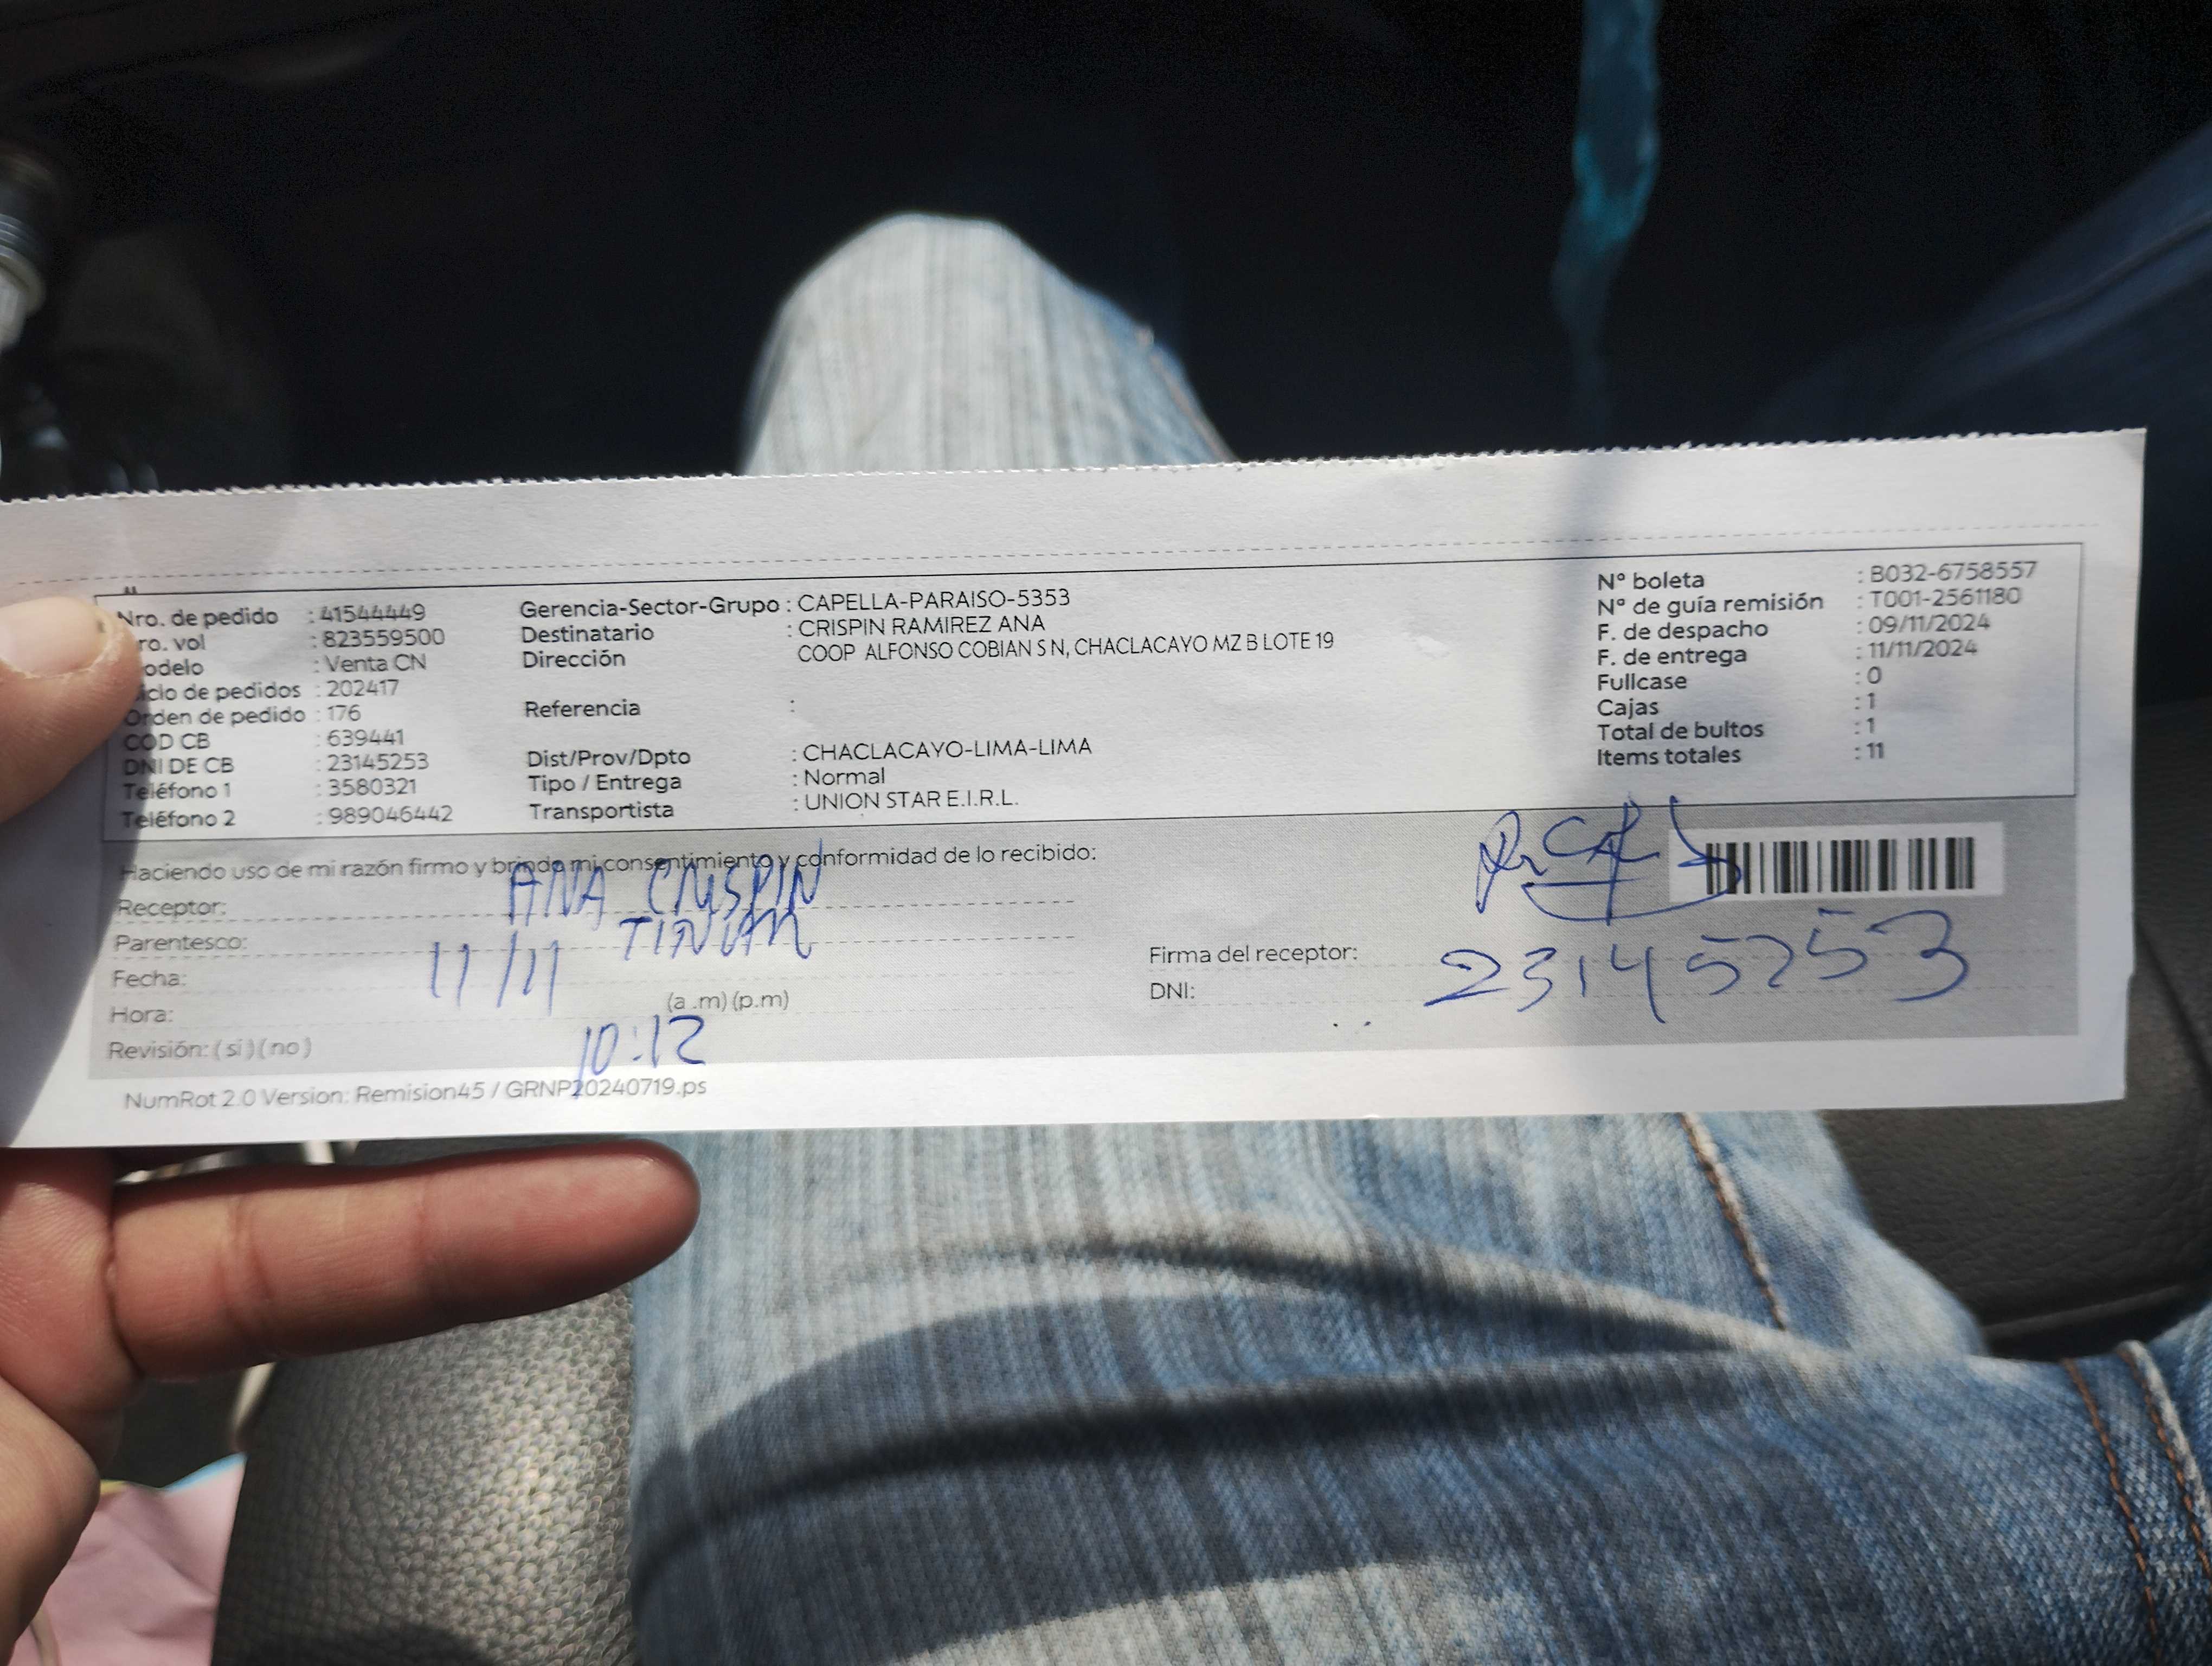 Nro. de pedido : 41544449
ro. vol : 823559500
odelo : Venta CN
iclo de pedidos : 202417
Orden de pedido : 176
COD CB : 639441
DNI DE CB : 23145253
Teléfono 1 : 3580321
Teléfono 2 : 989046442
Gerencia-Sector-Grupo : CAPELLA-PARAISO-5353
Destinatario : CRISPIN RAMIREZ ANA
Dirección COOP ALFONSO COBIAN S N, CHACLACAYO MZ B LOTE 19
Referencia :
Dist/Prov/Dpto : CHACLACAYO-LIMA-LIMA
Tipo / Entrega : Normal
Transportista : UNION STAR E.I.R.L.
N° boleta : B032-6758557
N° de guía remisión : T001-2561180
F. de despacho : 09/11/2024
F. de entrega : 11/11/2024
Fullcase : 0
Cajas : 1
Total de bultos : 1
Items totales : 11
Haciendo uso de mi razón firmo y brindo mi consentimiento y conformidad de lo recibido:
Receptor: ANA CRISPIN
Parentesco:
Fecha: 11/11
Hora: (a .m) (p.m)
10:12
Revisión: ( si ) ( no )
Firma del receptor:
DNI: 23145253
NumRot 2.0 Version: Remision45 / GRNP20240719.ps